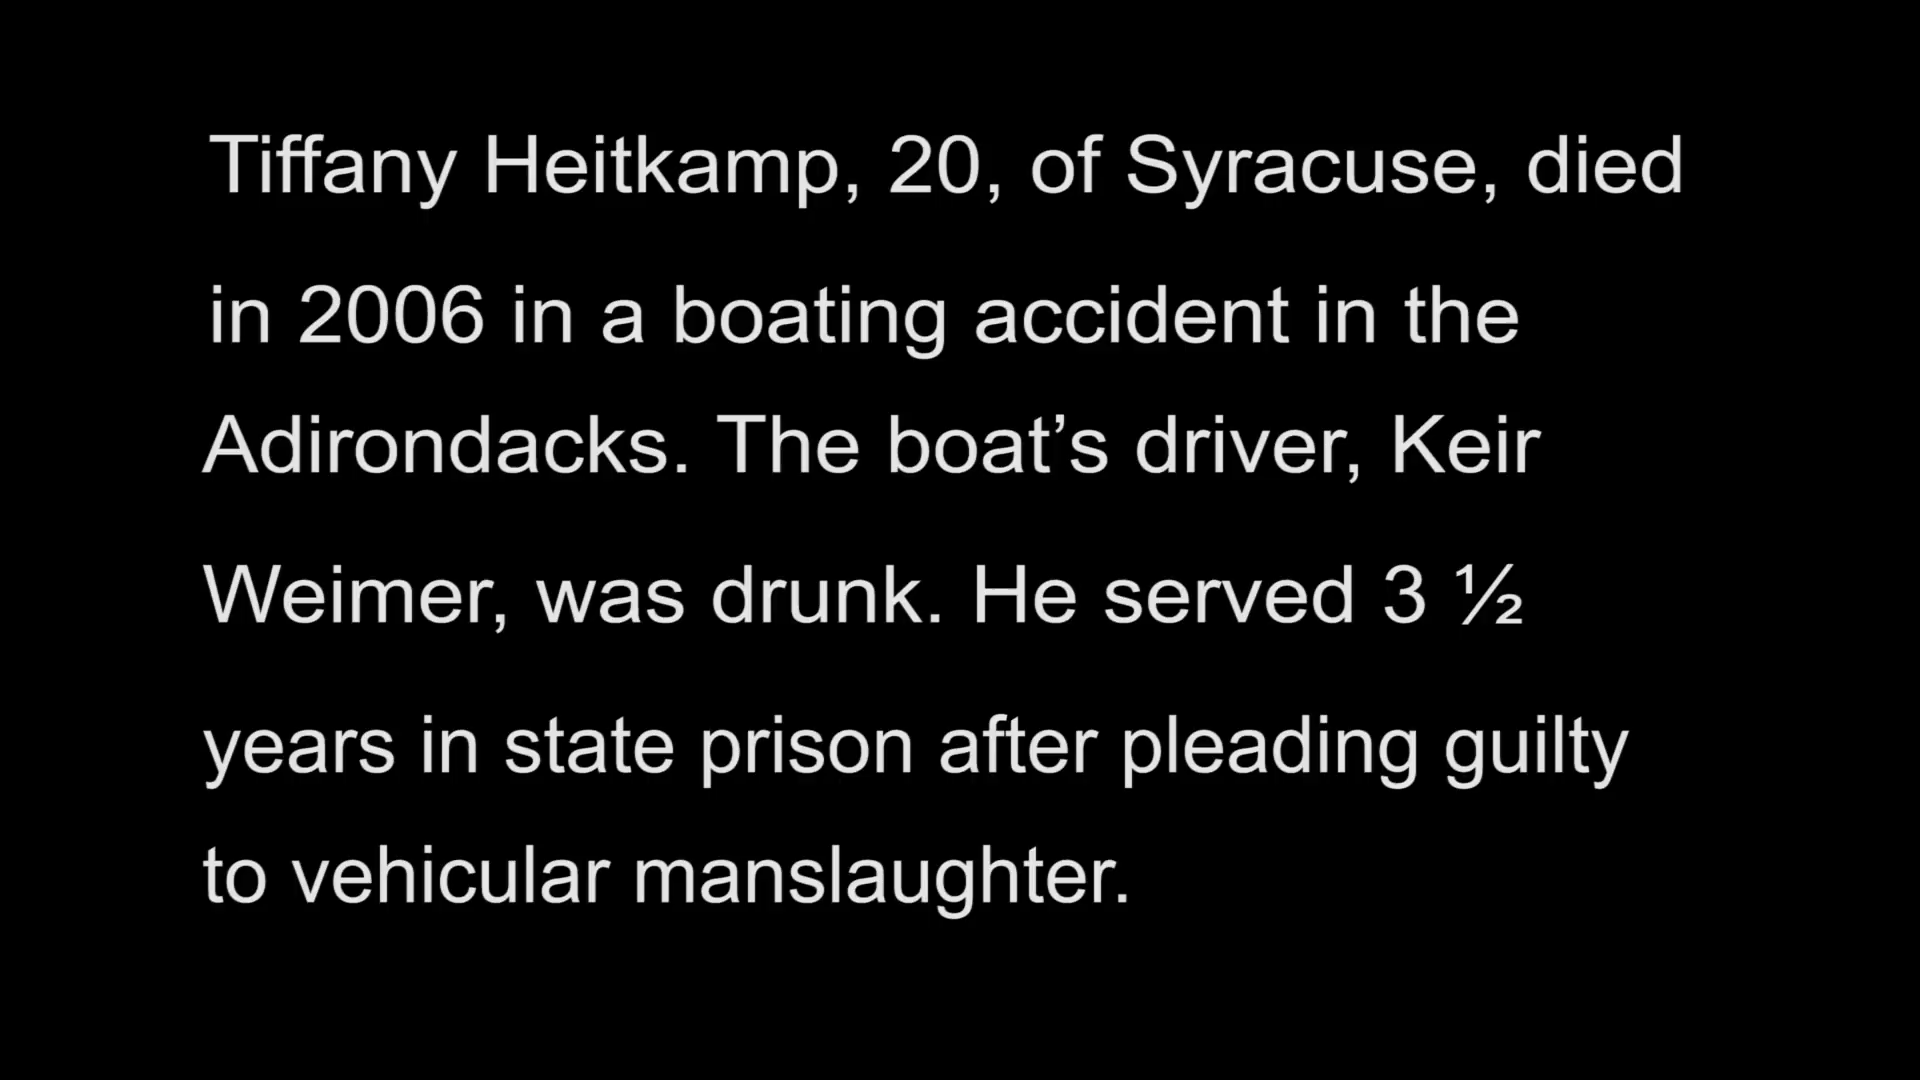 Tiffany Heitkamp, 20, of Syracuse, died
in 2006 in a boating accident in the
Adirondacks. The boat’s driver, Keir
Weimer, was drunk. He served 3 ½
years in state prison after pleading guilty
to vehicular manslaughter.